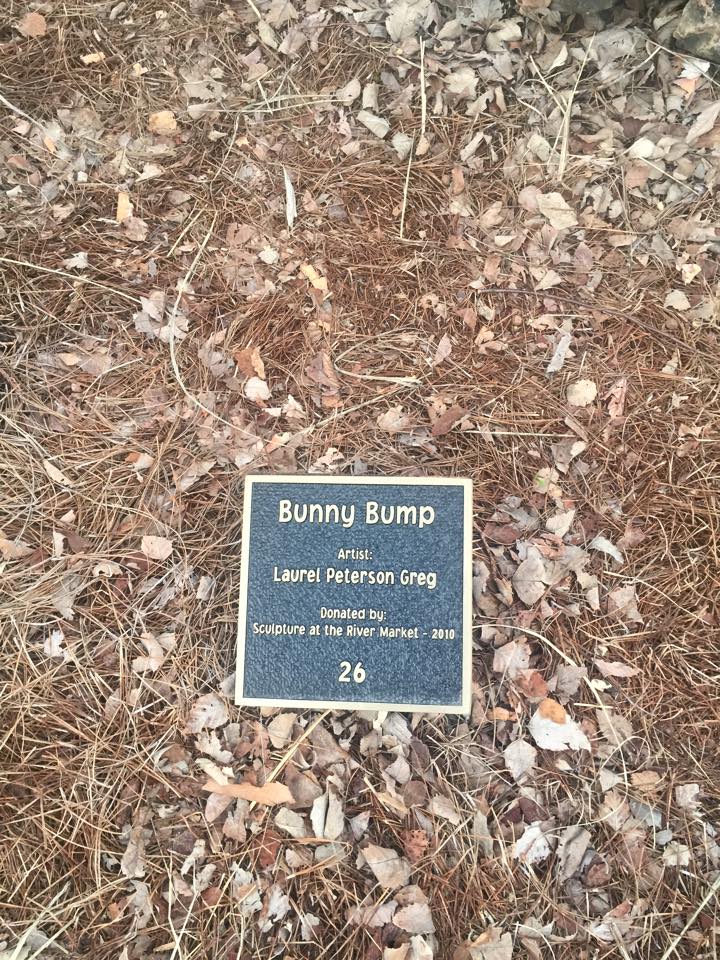 Bunny Bump
Artist:
Laurel Peterson Greg
Donated by:
Sculpture at the River Market - 2010
26